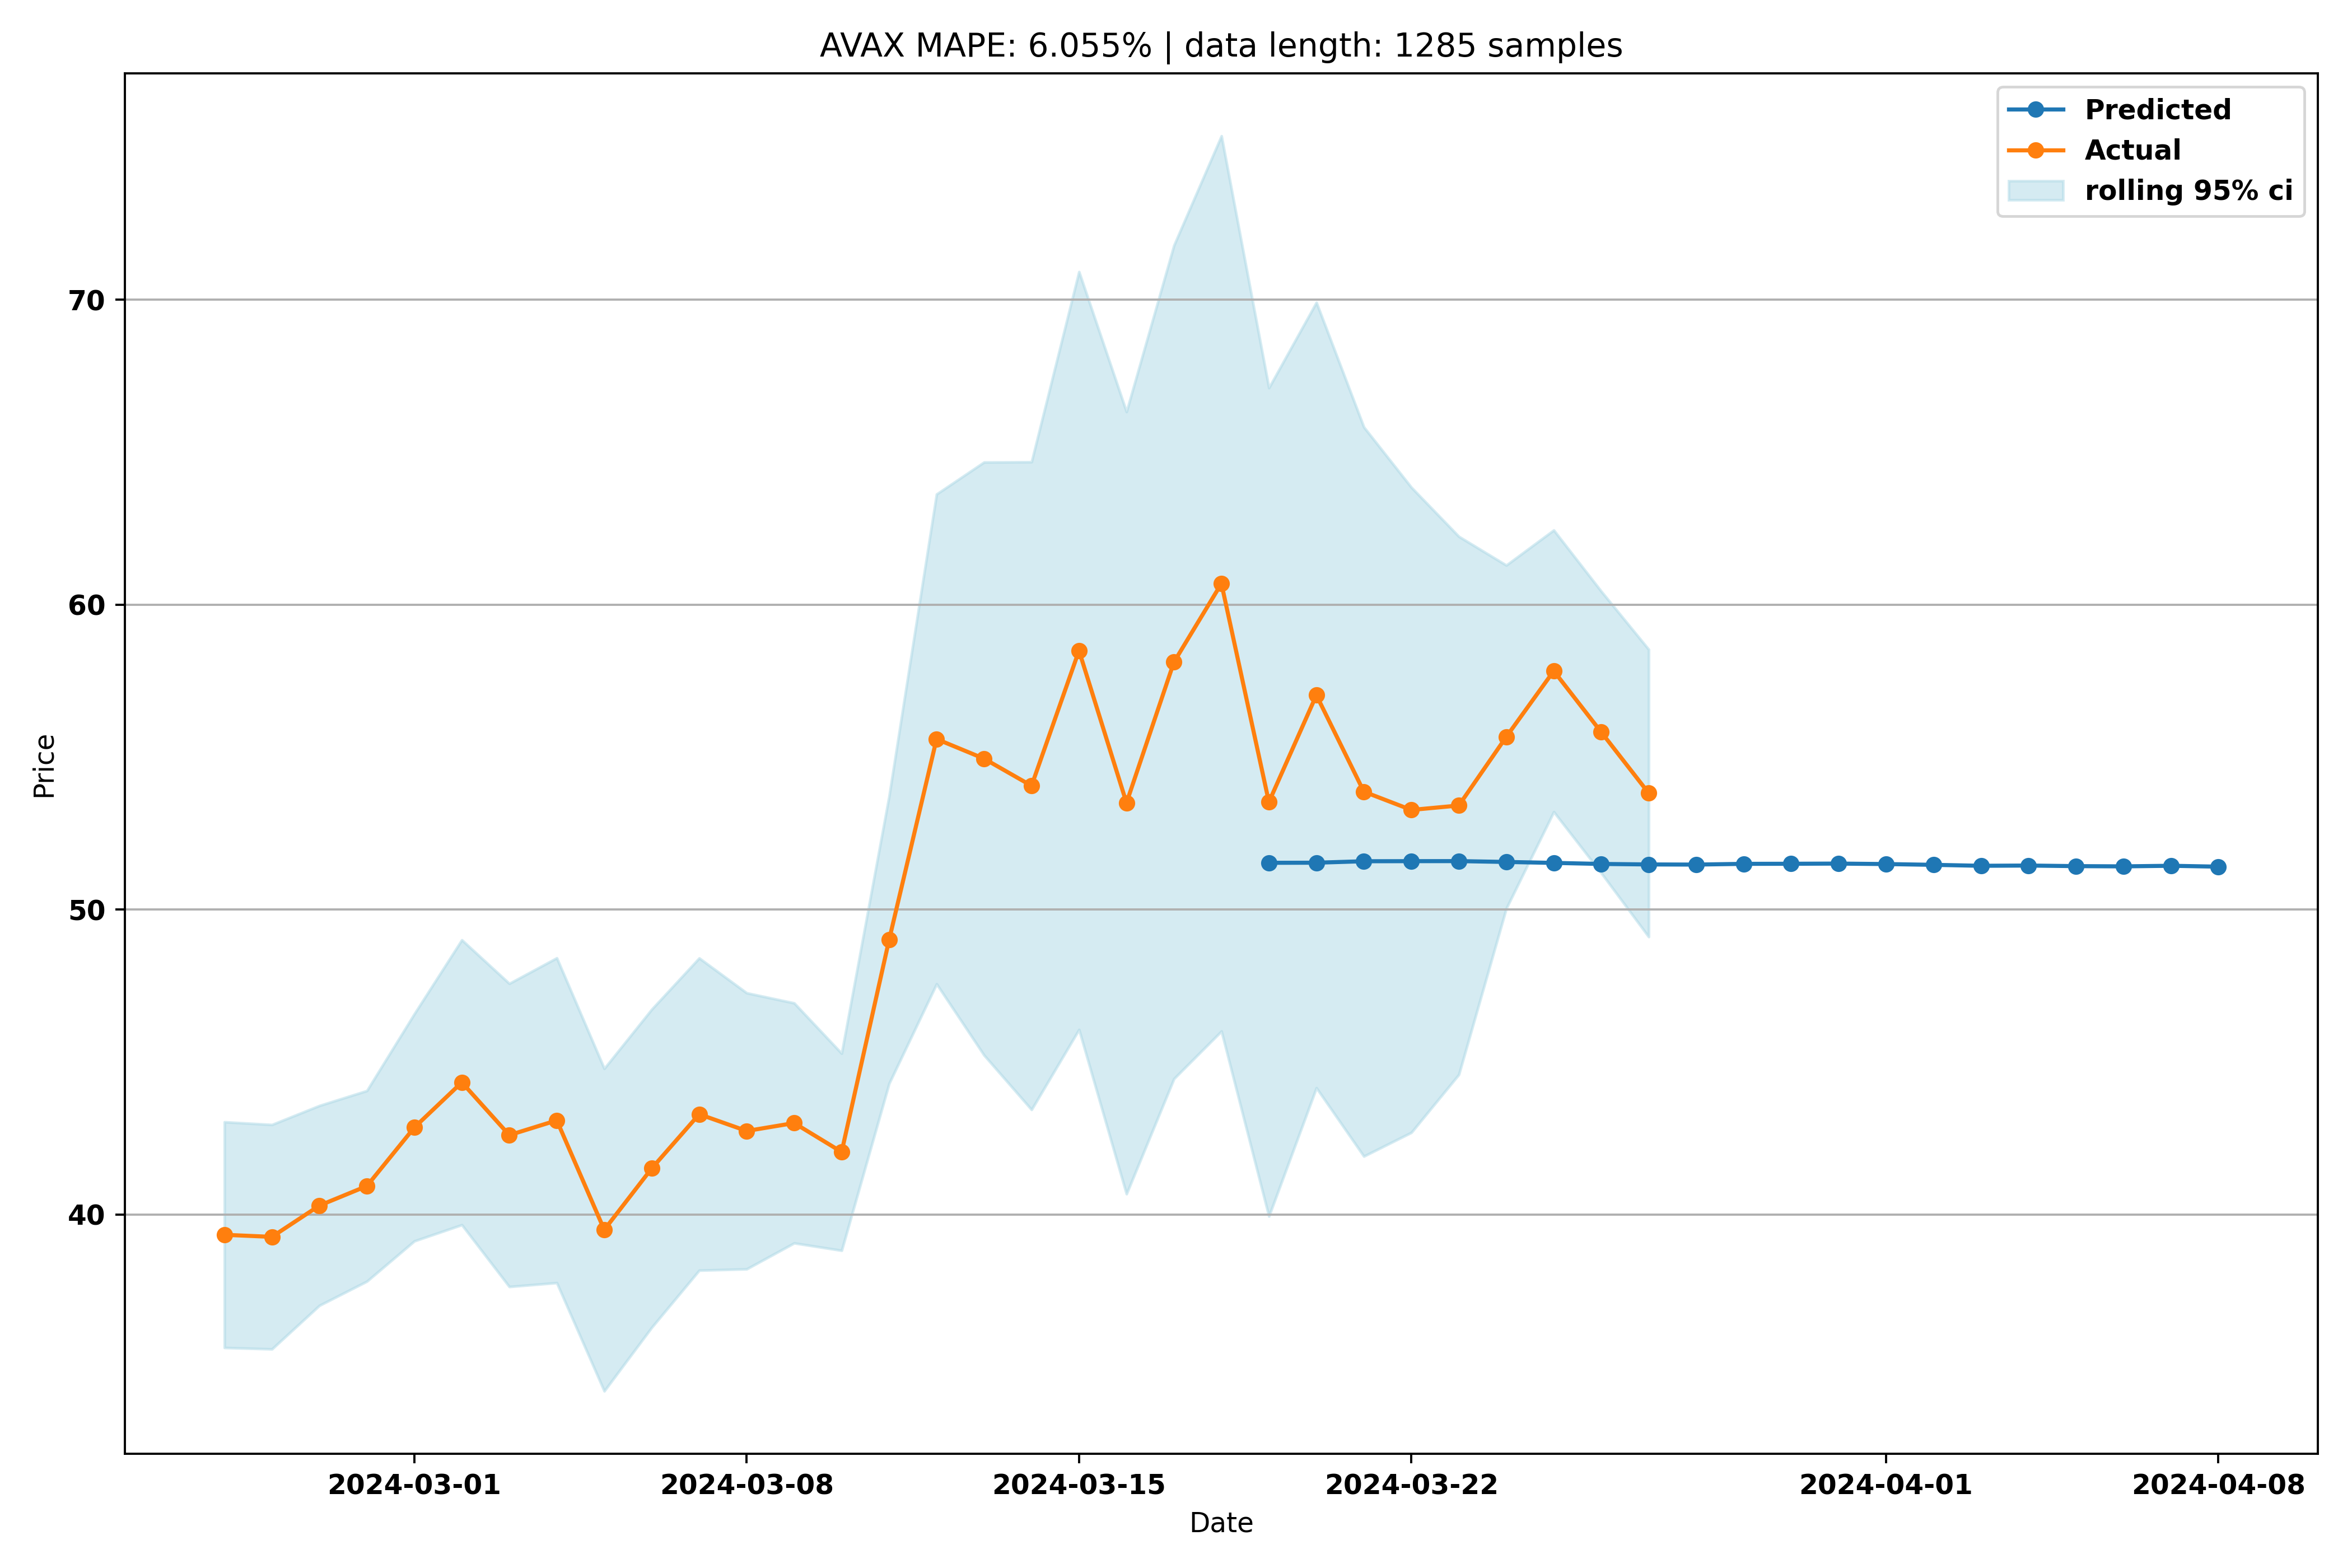 AVAX MAPE: 6.055% | data length: 1285 samples
Predicted
Actual
rolling 95% ci
70
60
50
40
Price
2024-03-01
2024-03-08
2024-03-15
2024-03-22
2024-04-01
2024-04-08
Date